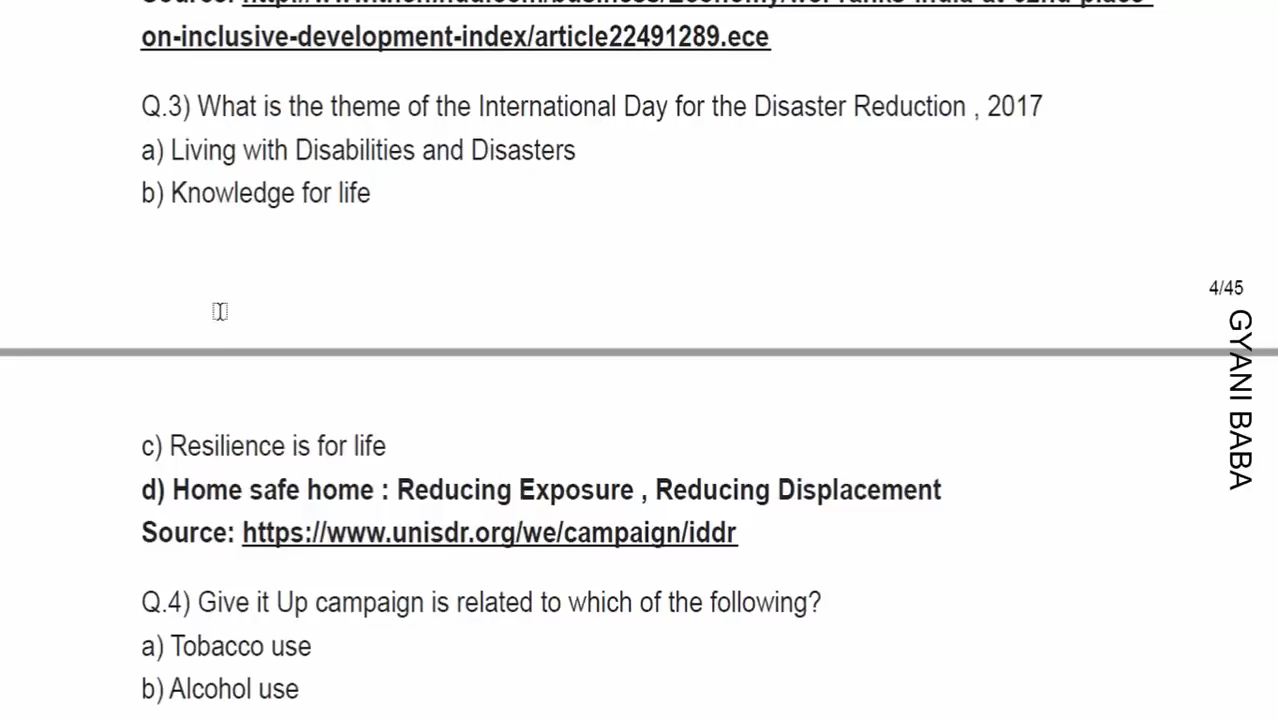 on-inclusive-development-index/article22491289.ece
Q.3) What is the theme of the International Day for the Disaster Reduction , 2017
a) Living with Disabilities and Disasters
b) Knowledge for life
4/45
GYANI BABA
c) Resilience is for life
d) Home safe home : Reducing Exposure , Reducing Displacement
Source: https://www.unisdr.org/we/campaign/iddr
Q.4) Give it Up campaign is related to which of the following?
a) Tobacco use
b) Alcohol use